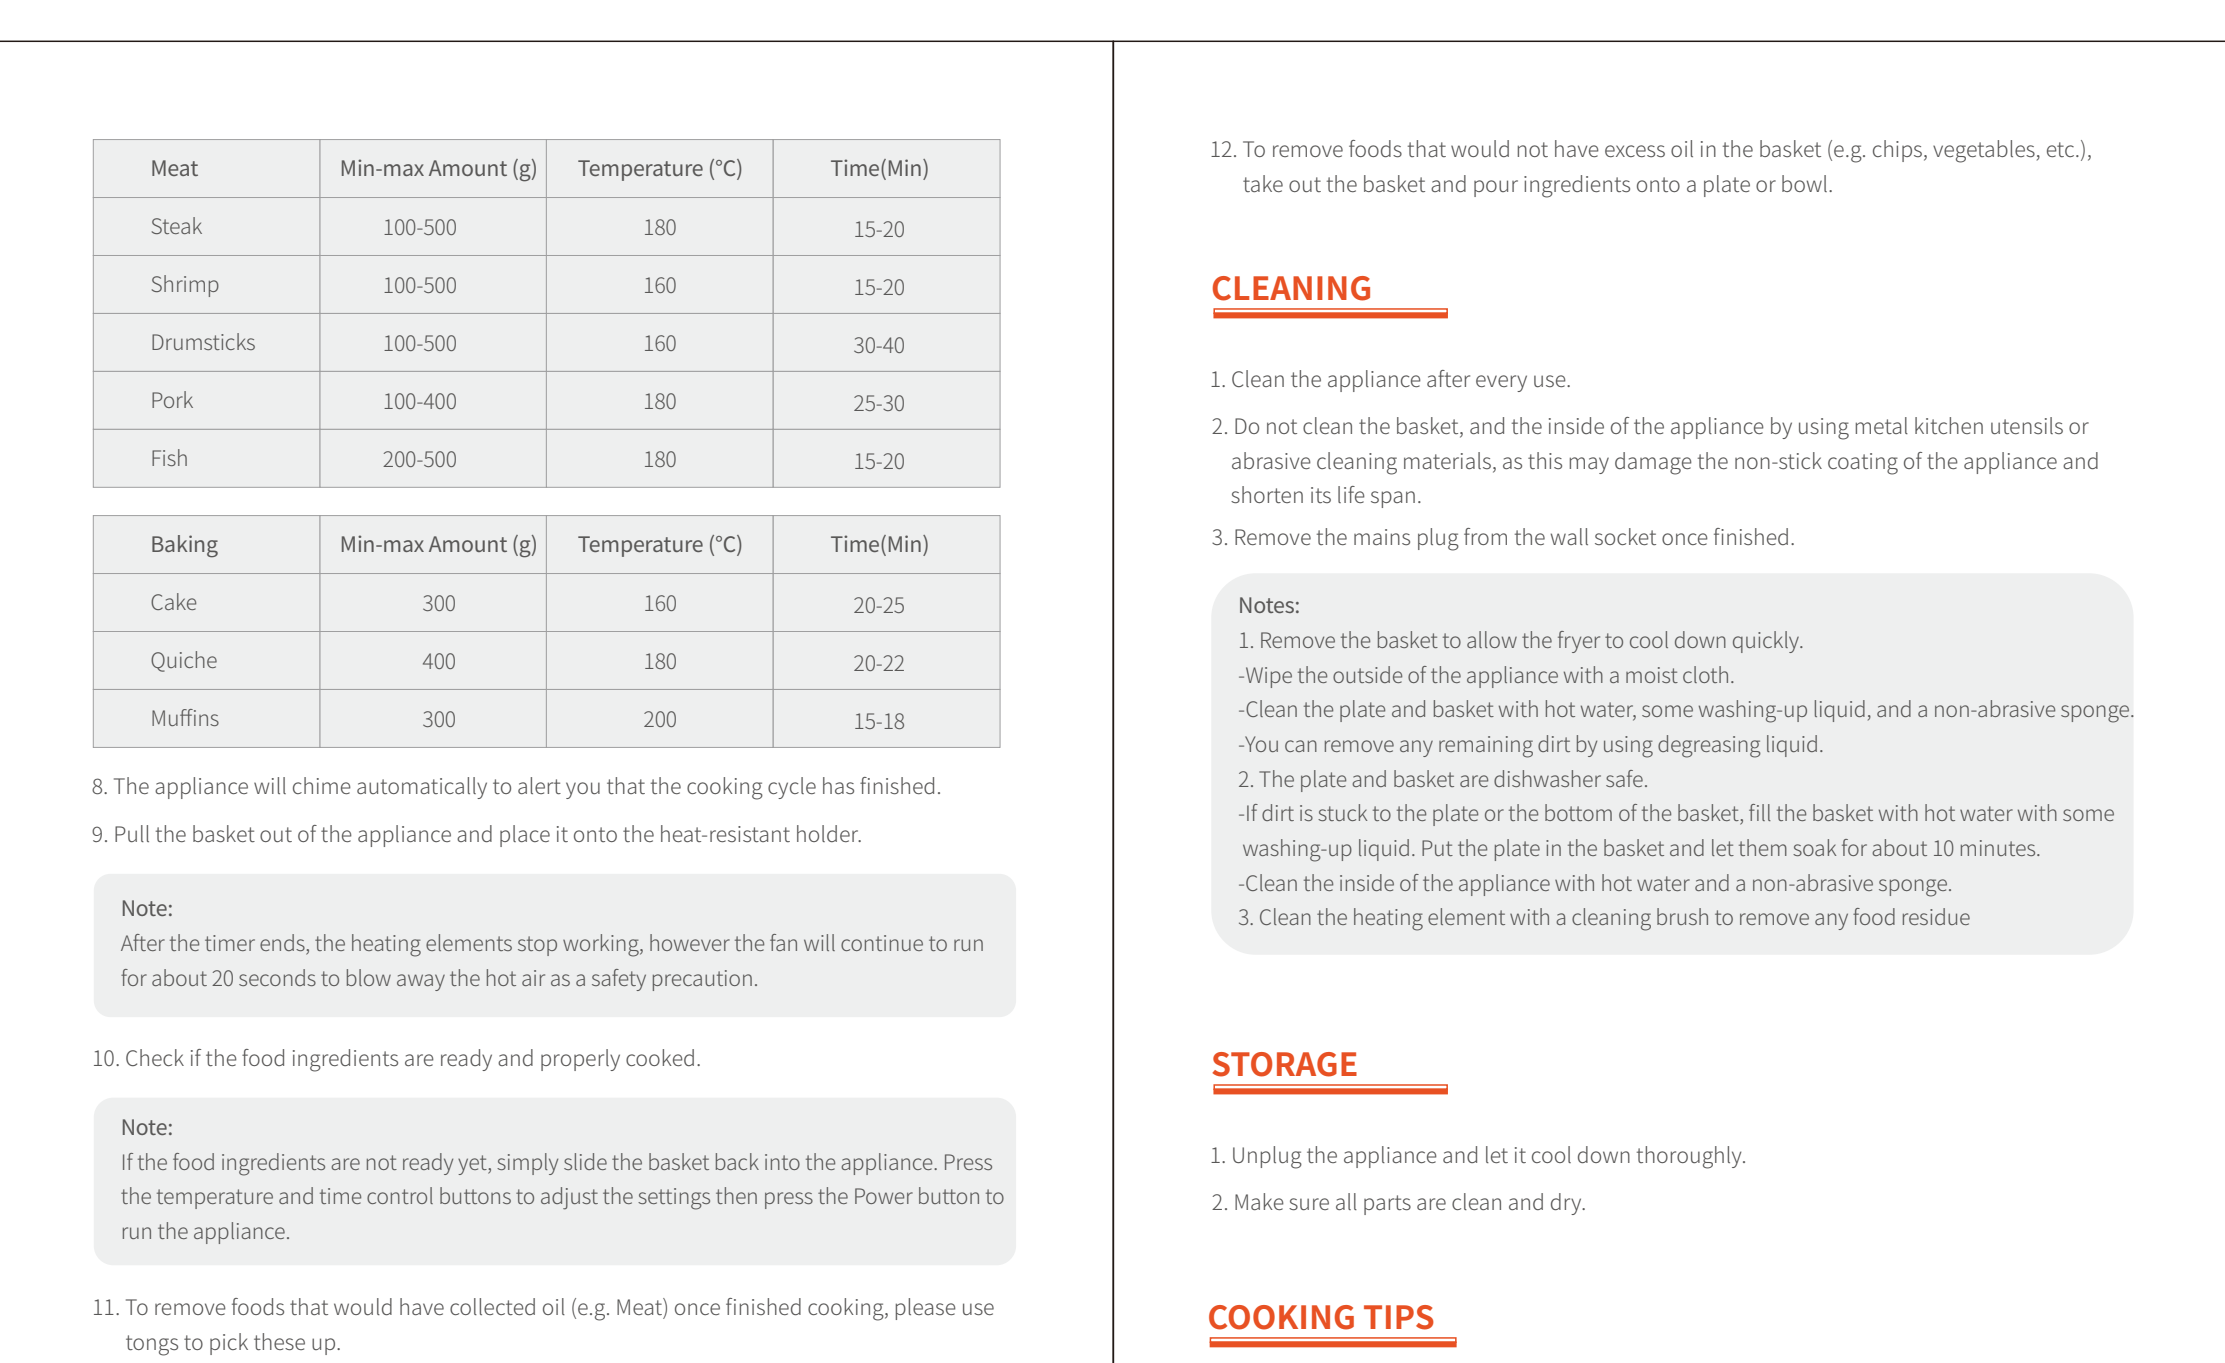 Meat Min-max Amount (g) Temperature (°C) Time(Min)
Steak 100-500 180 15-20
Shrimp 100-500 160 15-20
Drumsticks 100-500 160 30-40
Pork 100-400 180 25-30
Fish 200-500 180 15-20
Baking Min-max Amount (g) Temperature (°C) Time(Min)
Cake 300 160 20-25
Quiche 400 180 20-22
Muffins 300 200 15-18
8. The appliance will chime automatically to alert you that the cooking cycle has finished.
9. Pull the basket out of the appliance and place it onto the heat-resistant holder.
Note:
After the timer ends, the heating elements stop working, however the fan will continue to run
for about 20 seconds to blow away the hot air as a safety precaution.
10. Check if the food ingredients are ready and properly cooked.
Note:
If the food ingredients are not ready yet, simply slide the basket back into the appliance. Press
the temperature and time control buttons to adjust the settings then press the Power button to
run the appliance.
11. To remove foods that would have collected oil (e.g. Meat) once finished cooking, please use
tongs to pick these up.
12. To remove foods that would not have excess oil in the basket (e.g. chips, vegetables, etc.),
take out the basket and pour ingredients onto a plate or bowl.
CLEANING
1. Clean the appliance after every use.
2. Do not clean the basket, and the inside of the appliance by using metal kitchen utensils or
abrasive cleaning materials, as this may damage the non-stick coating of the appliance and
shorten its life span.
3. Remove the mains plug from the wall socket once finished.
Notes:
1. Remove the basket to allow the fryer to cool down quickly.
-Wipe the outside of the appliance with a moist cloth.
-Clean the plate and basket with hot water, some washing-up liquid, and a non-abrasive sponge.
-You can remove any remaining dirt by using degreasing liquid.
2. The plate and basket are dishwasher safe.
-If dirt is stuck to the plate or the bottom of the basket, fill the basket with hot water with some
washing-up liquid. Put the plate in the basket and let them soak for about 10 minutes.
-Clean the inside of the appliance with hot water and a non-abrasive sponge.
3. Clean the heating element with a cleaning brush to remove any food residue
STORAGE
1. Unplug the appliance and let it cool down thoroughly.
2. Make sure all parts are clean and dry.
COOKING TIPS